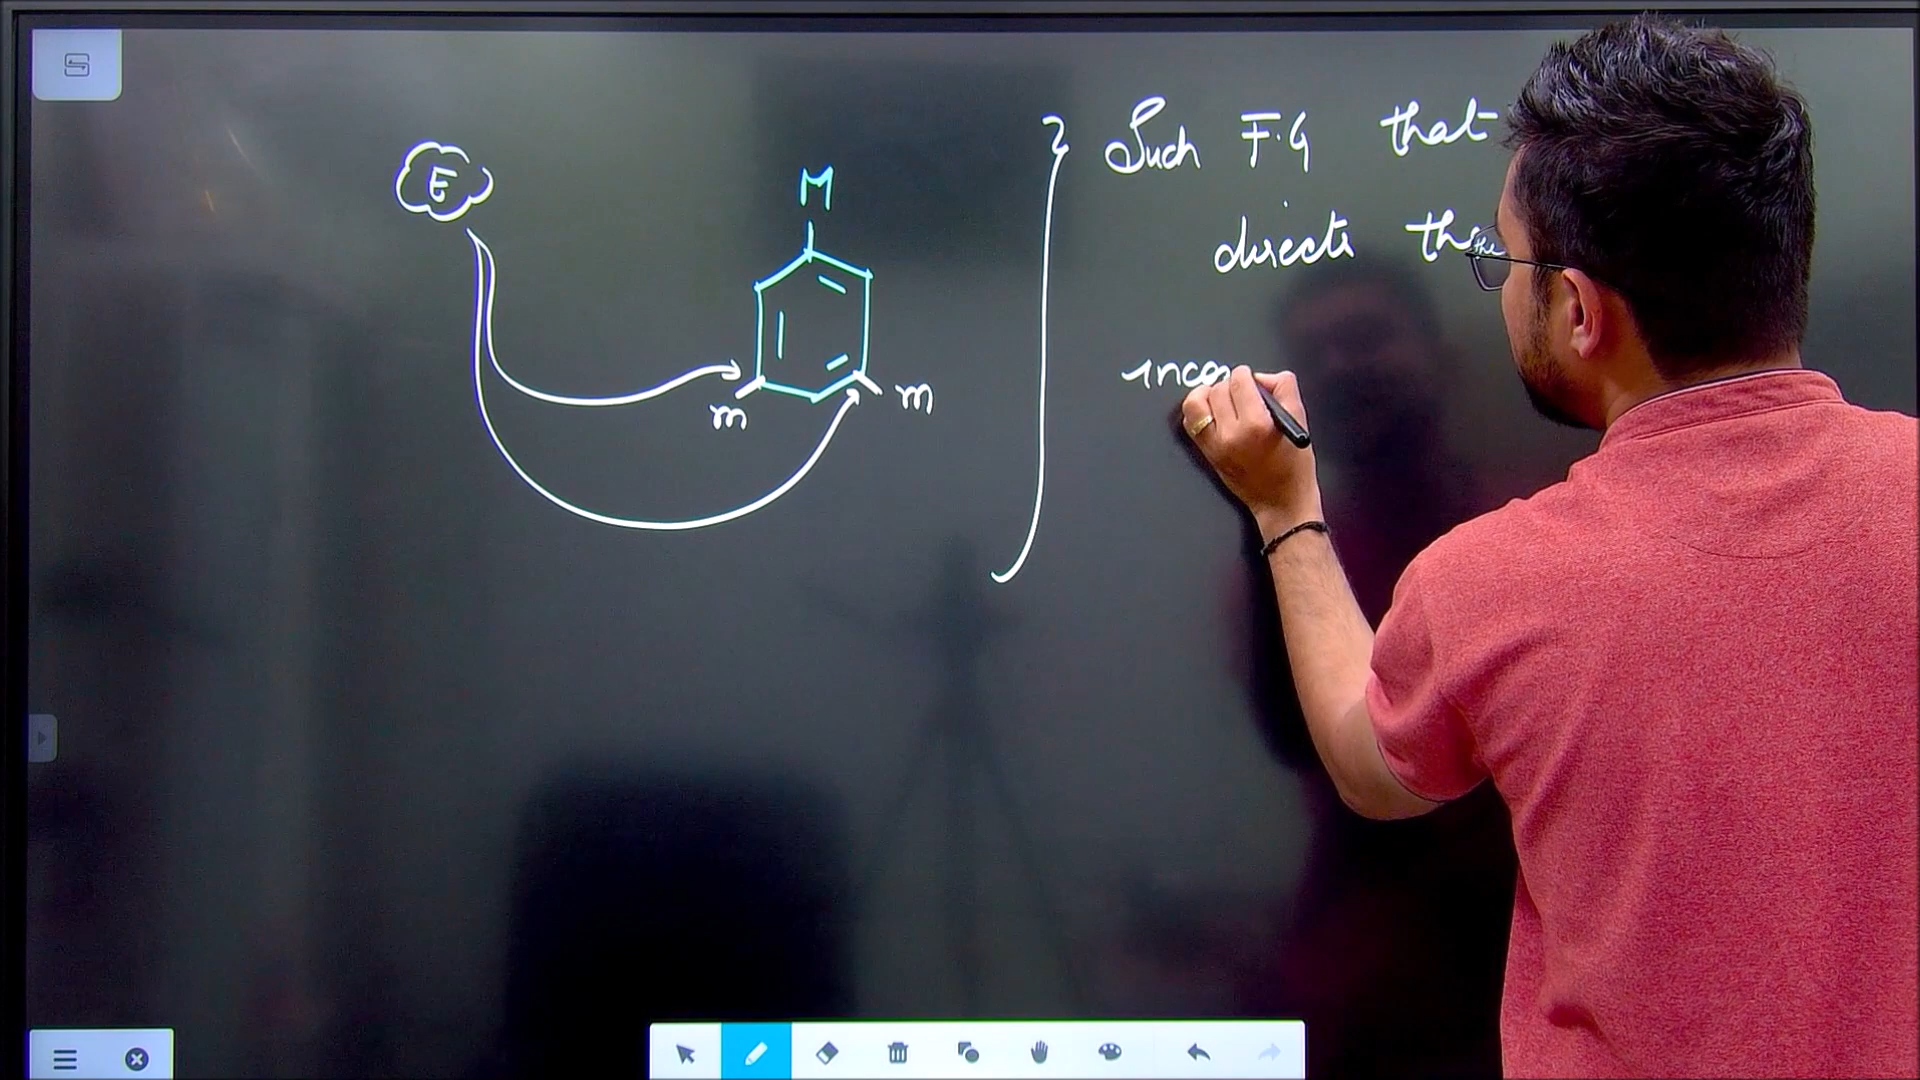 E
M
m
m
Such F.G that
directs the
inco